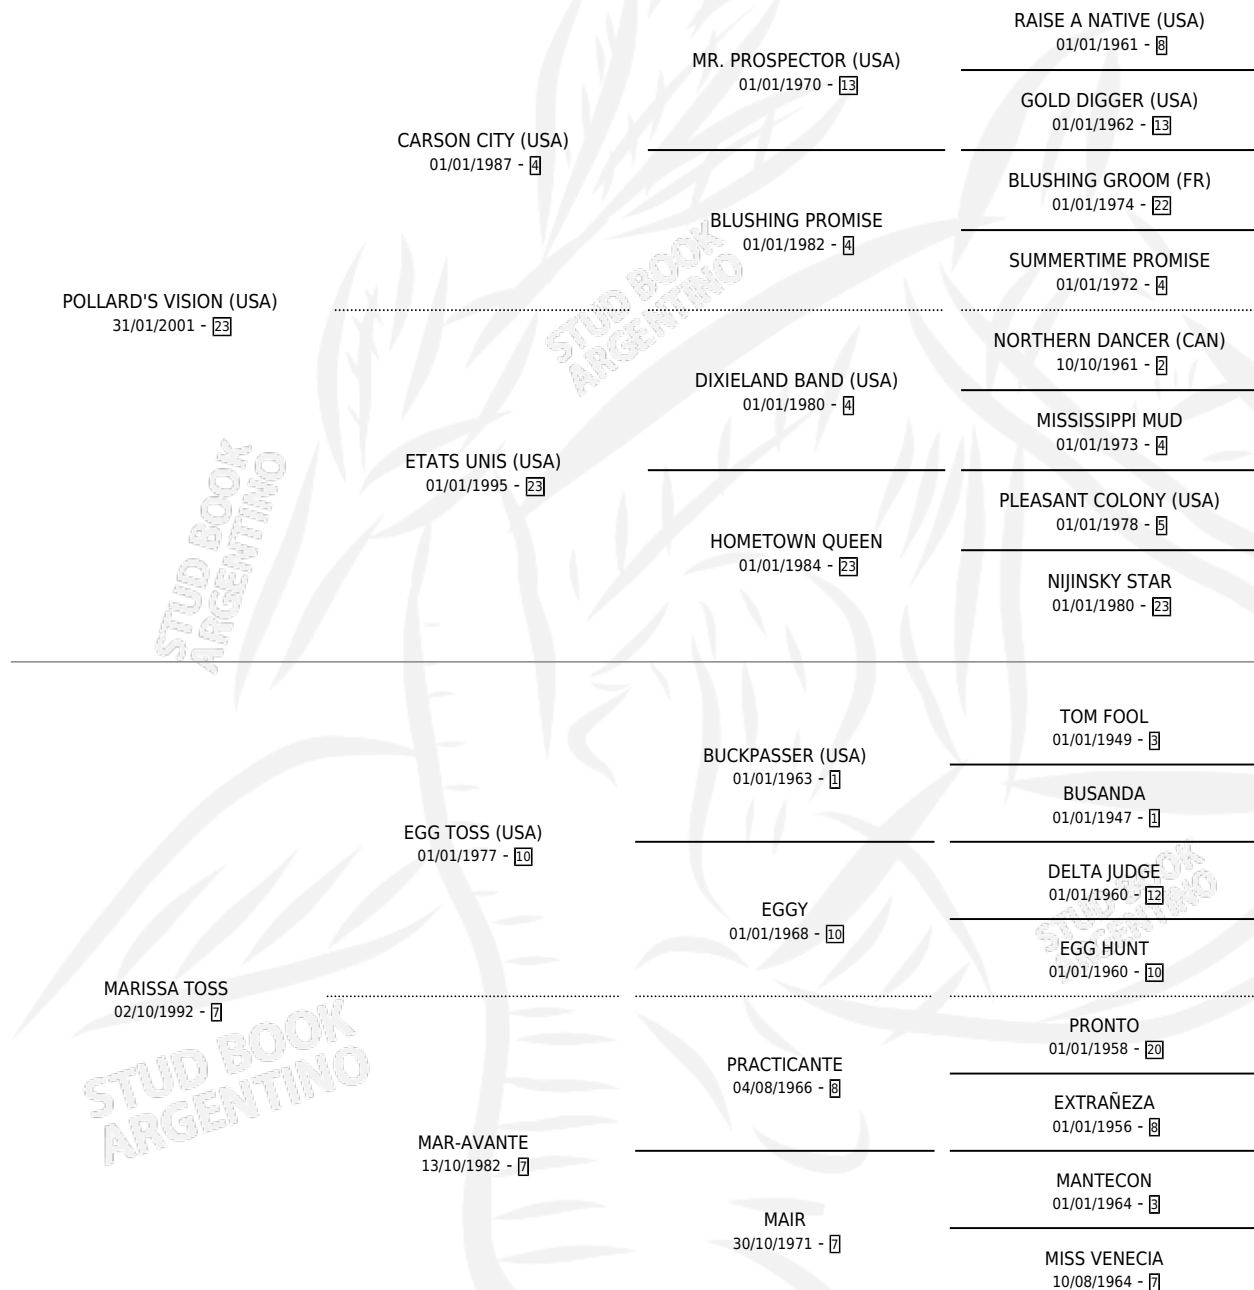 RAISE A NATIVE (USA)
01/01/1961 - 8
MR. PROSPECTOR (USA)
01/01/1970 - 13
GOLD DIGGER (USA)
01/01/1962 - 13
CARSON CITY (USA)
01/01/1987 - 4
BLUSHING GROOM (FR)
01/01/1974 - 22
BLUSHING PROMISE
01/01/1982 - 4
SUMMERTIME PROMISE
01/01/1972 - 4
POLLARD'S VISION (USA)
31/01/2001 - 23
STUD BOOK
ARGENTINO
NORTHERN DANCER (CAN)
10/10/1961 - 2
DIXIELAND BAND (USA)
01/01/1980 - 4
MISSISSIPPI MUD
01/01/1973 - 4
ETATS UNIS (USA)
01/01/1995 - 23
PLEASANT COLONY (USA)
01/01/1978 - 5
HOMETOWN QUEEN
01/01/1984 - 23
NIJINSKY STAR
01/01/1980 - 23
STUD BOOK
ARGENTINO
TOM FOOL
01/01/1949 - 3
BUCKPASSER (USA)
01/01/1963 - 1
BUSANDA
01/01/1947 - 1
EGG TOSS (USA)
01/01/1977 - 10
DELTA JUDGE
01/01/1960 - 12
EGGY
01/01/1968 - 10
EGG HUNT
01/01/1960 - 10
STUD BOOK
ARGENTINO
MARISSA TOSS
02/10/1992 - 7
PRONTO
01/01/1958 - 20
PRACTICANTE
04/08/1966 - 8
EXTRAÑEZA
01/01/1956 - 8
STUD BOOK
ARGENTINO
MAR-AVANTE
13/10/1982 - 7
MANTECON
01/01/1964 - 3
MAIR
30/10/1971 - 7
MISS VENECIA
10/08/1964 - 7